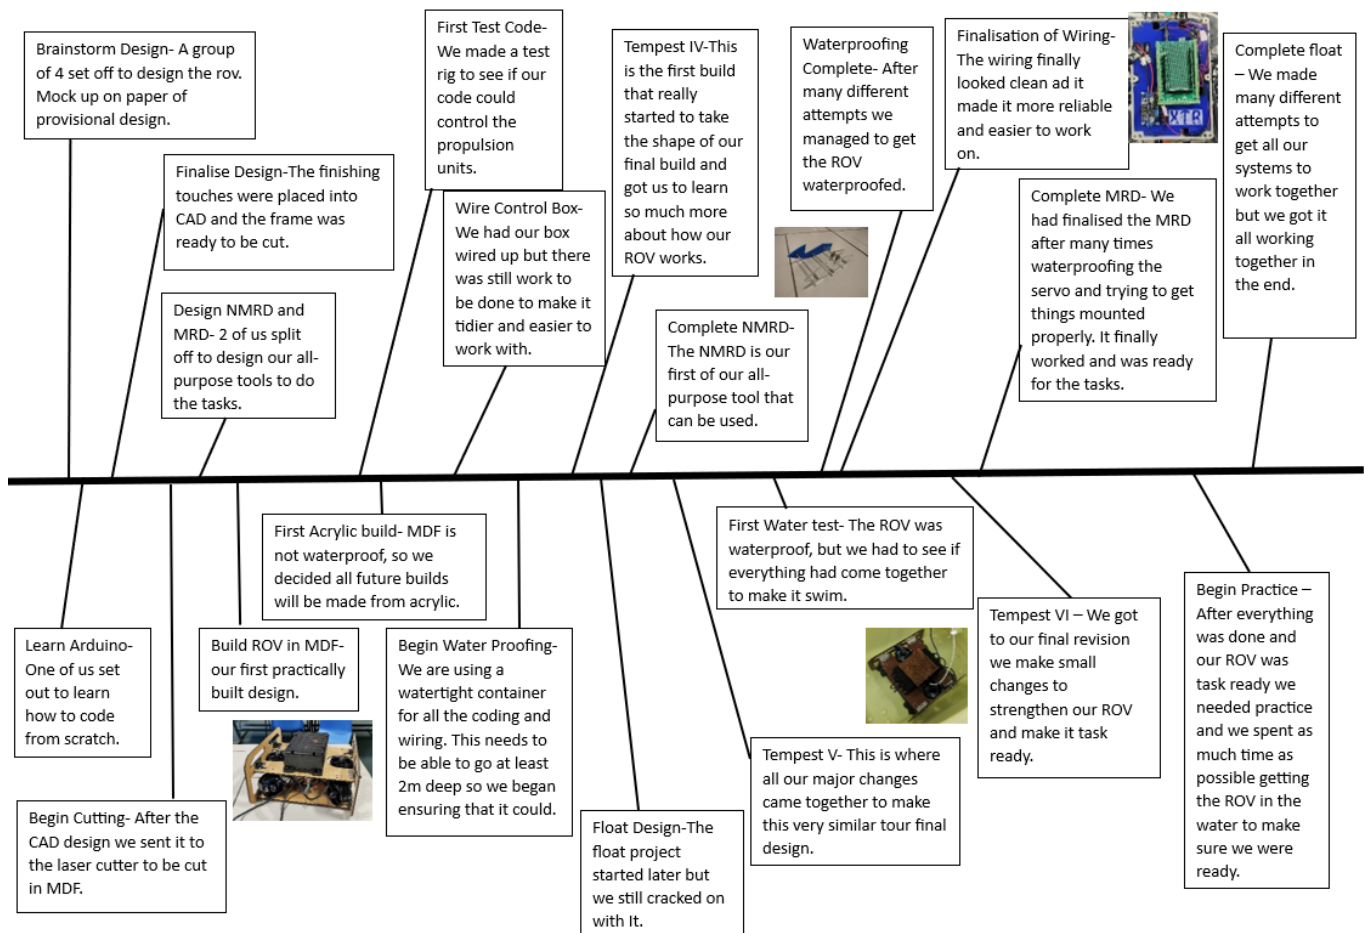 Brainstorm Design- A group
of 4 set off to design the rov.
Mock up on paper of
provisional design.
Finalise Design-The finishing
touches were placed into
CAD and the frame was
ready to be cut.
Design NMRD and
MRD- 2 of us split
off to design our all-
purpose tools to do
the tasks.
First Test Code-
We made a test
rig to see if our
code could
control the
propulsion
units.
Wire Control Box-
We had our box
wired up but there
was still work to
be done to make it
tidier and easier to
work with.
Tempest IV-This
is the first build
that really
started to take
the shape of our
final build and
got us to learn
so much more
about how our
ROV works.
Complete NMRD-
The NMRD is our
first of our all-
purpose tool that
can be used.
Waterproofing
Complete- After
many different
attempts we
managed to get
the ROV
waterproofed.
Finalisation of Wiring-
The wiring finally
looked clean ad it
made it more reliable
and easier to work
on.
XTR
Complete MRD- We
had finalised the MRD
after many times
waterproofing the
servo and trying to get
things mounted
properly. It finally
worked and was ready
for the tasks.
Complete float
– We made
many different
attempts to
get all our
systems to
work together
but we got it
all working
together in
the end.
Learn Arduino-
One of us set
out to learn
how to code
from scratch.
Begin Cutting- After the
CAD design we sent it to
the laser cutter to be cut
in MDF.
Build ROV in MDF-
our first practically
built design.
First Acrylic build- MDF is
not waterproof, so we
decided all future builds
will be made from acrylic.
Begin Water Proofing-
We are using a
watertight container
for all the coding and
wiring. This needs to
be able to go at least
2m deep so we began
ensuring that it could.
Float Design-The
float project
started later but
we still cracked on
with It.
First Water test- The ROV was
waterproof, but we had to see if
everything had come together
to make it swim.
Tempest V- This is where
all our major changes
came together to make
this very similar tour final
design.
Tempest VI – We got
to our final revision
we make small
changes to
strengthen our ROV
and make it task
ready.
Begin Practice –
After everything
was done and
our ROV was
task ready we
needed practice
and we spent as
much time as
possible getting
the ROV in the
water to make
sure we were
ready.